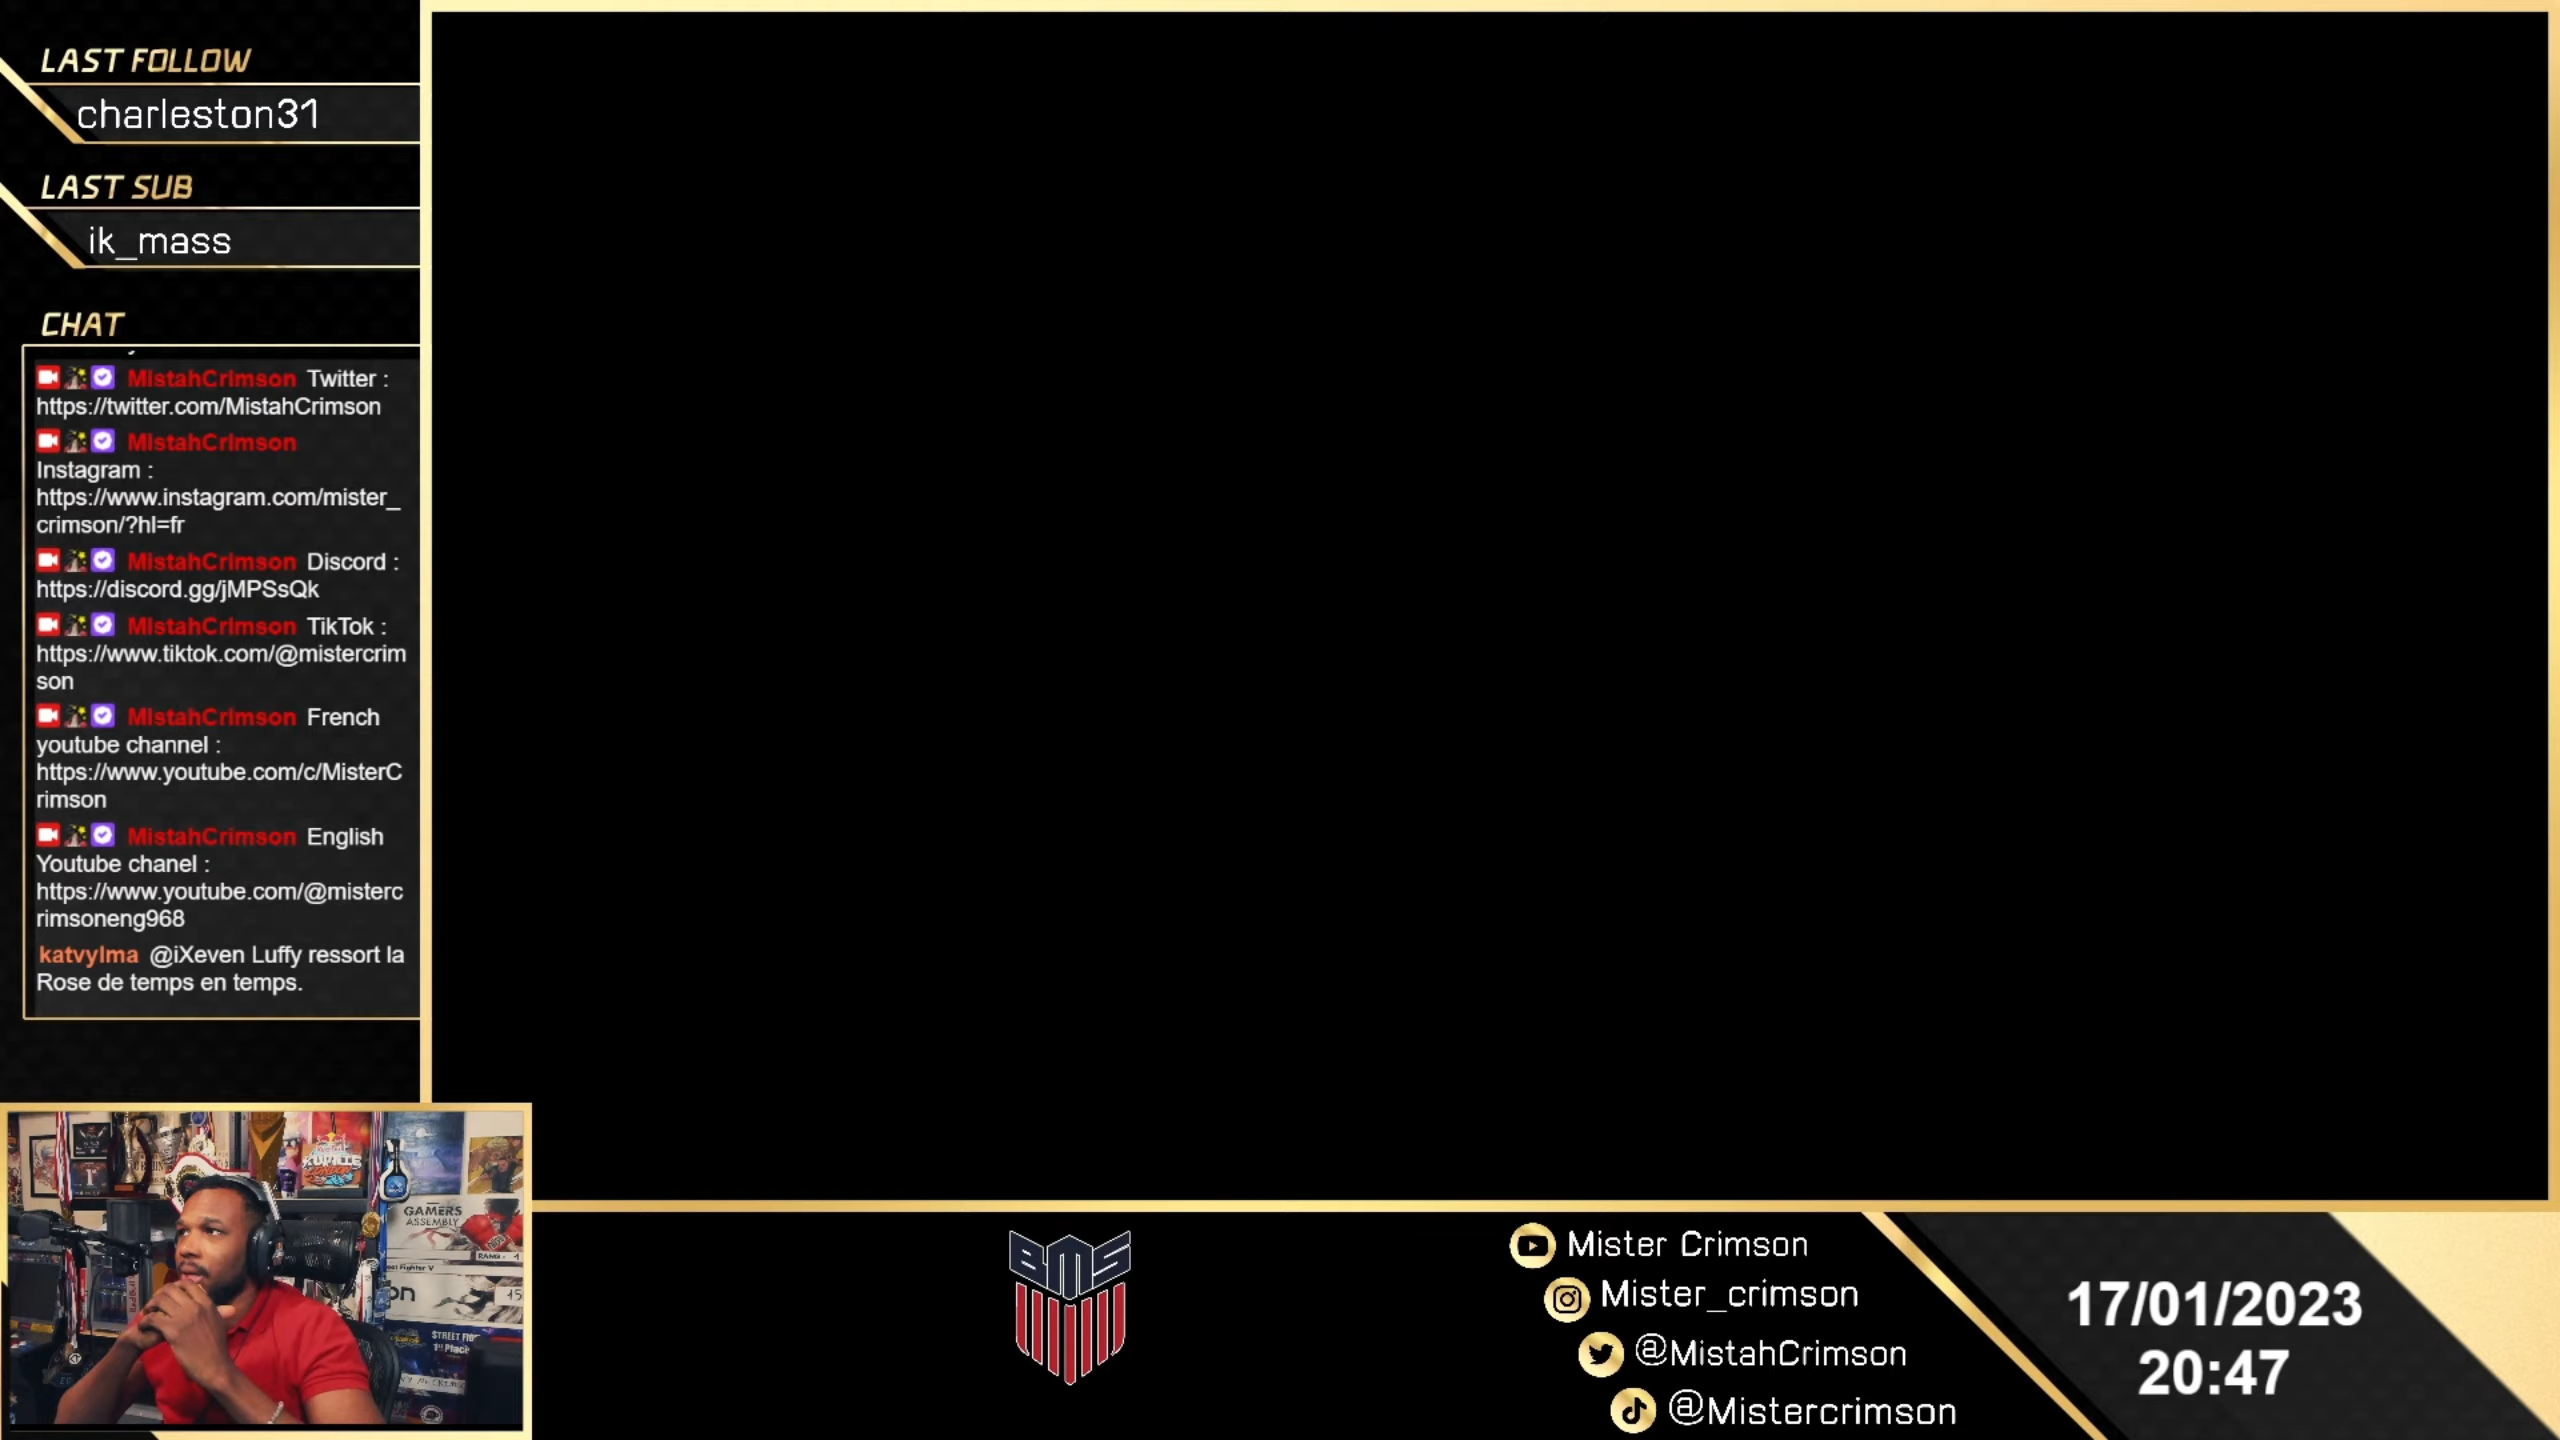 LAST FOLLOW
charleston31
LAST SUB
ik_mass
CHAT
MistahCrimson Twitter :
https://twitter.com/MistahCrimson
MistahCrimson
Instagram :
https://www.instagram.com/mister_
crimson/?hl=fr
MistahCrimson Discord :
https://discord.gg/jMPSsQk
MistahCrimson TikTok :
https://www.tiktok.com/@mistercrim
son
MistahCrimson French
youtube channel :
https://www.youtube.com/c/MisterC
rimson
MistahCrimson English
Youtube chanel :
https://www.youtube.com/@misterc
rimsoneng968
katvylma @iXeven Luffy ressort la
Rose de temps en temps.
GAMERS
ASSEMBLY
BMS
Mister Crimson
Mister_crimson
@MistahCrimson
@Mistercrimson
17/01/2023
20:47